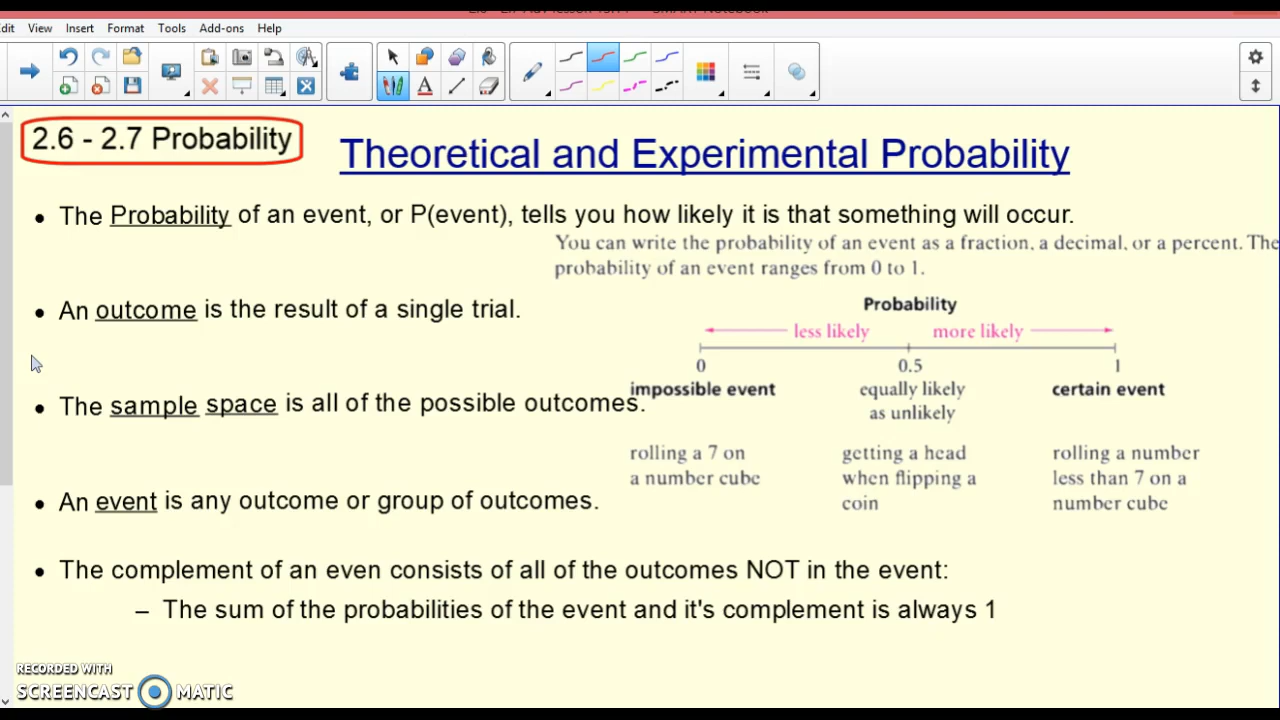 Edit View Insert Format Tools Add-ons Help
2.6 - 2.7 Probability
Theoretical and Experimental Probability
• The Probability of an event, or P(event), tells you how likely it is that something will occur.
You can write the probability of an event as a fraction, a decimal, or a percent. The
probability of an event ranges from 0 to 1.
• An outcome is the result of a single trial.
Probability
less likely more likely
0 0.5 1
impossible event equally likely as unlikely certain event
• The sample space is all of the possible outcomes.
rolling a 7 on a number cube
getting a head when flipping a coin
rolling a number less than 7 on a number cube
• An event is any outcome or group of outcomes.
• The complement of an even consists of all of the outcomes NOT in the event:
– The sum of the probabilities of the event and it's complement is always 1
RECORDED WITH
SCREENCAST MATIC